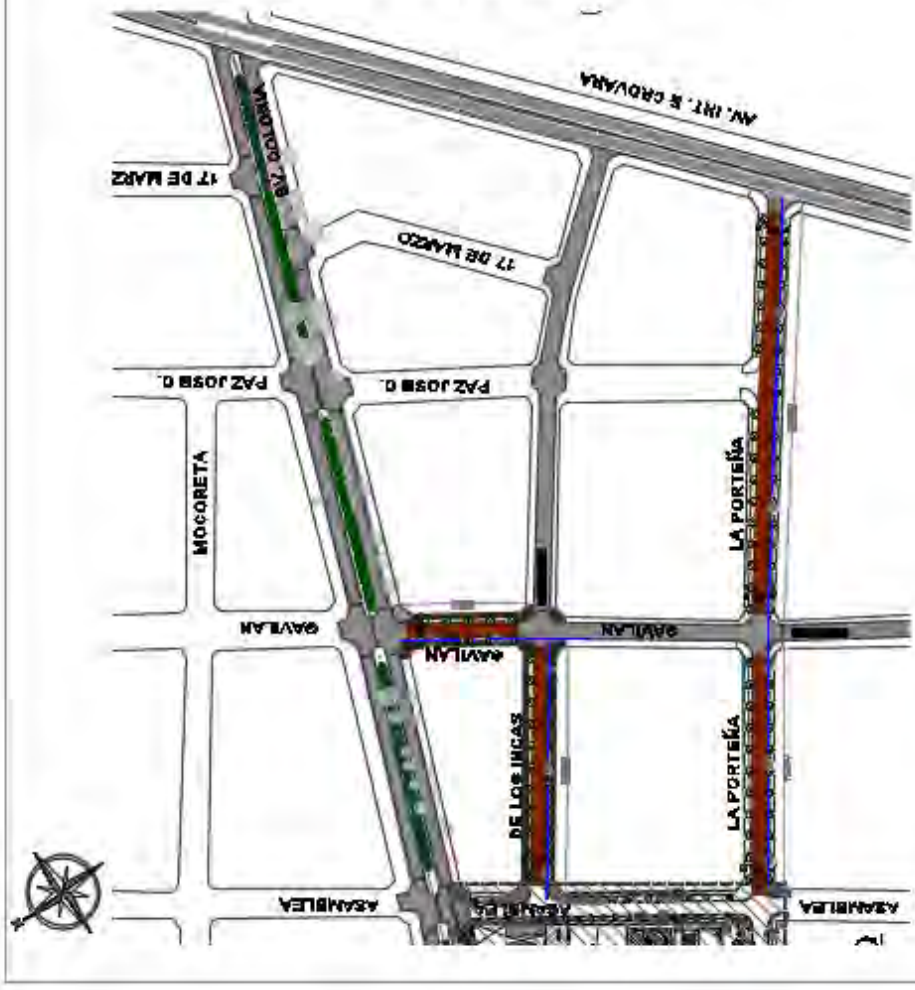 AV. INT. E CROVARA
BV. COLONIA
17 DE MARZ
17 DE MARZO
PAZ JOSE C.
PAZ JOSE C.
MOCORETA
LA PORTEÑA
GAVILAN
GAVILAN
GAVILAN
DE LOS INCAS
LA PORTEÑA
ASAMBLEA
ASAMBLEA
ASAMBLEA